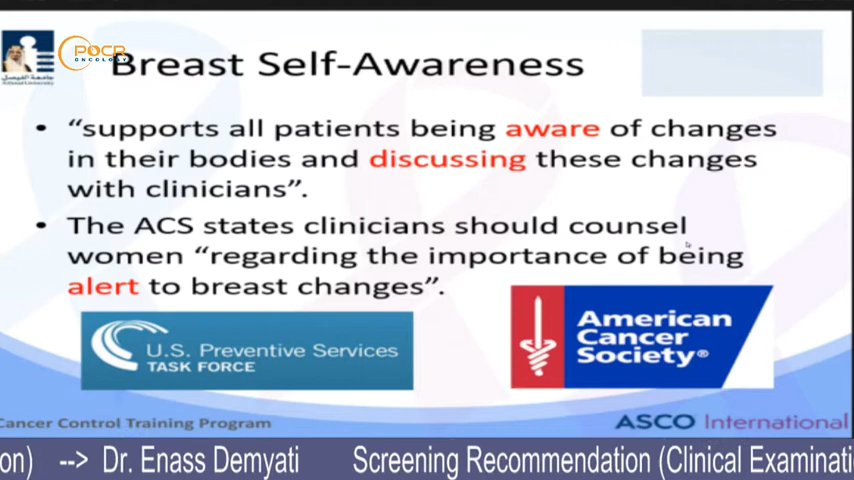 POCR
ONCOLOGY
Breast Self-Awareness
• “supports all patients being aware of changes
in their bodies and discussing these changes
with clinicians”.
• The ACS states clinicians should counsel
women “regarding the importance of being
alert to breast changes”.
U.S. Preventive Services
TASK FORCE
American
Cancer
Society®
Cancer Control Training Program
ASCO International
on) --> Dr. Enass Demyati Screening Recommendation (Clinical Examinati